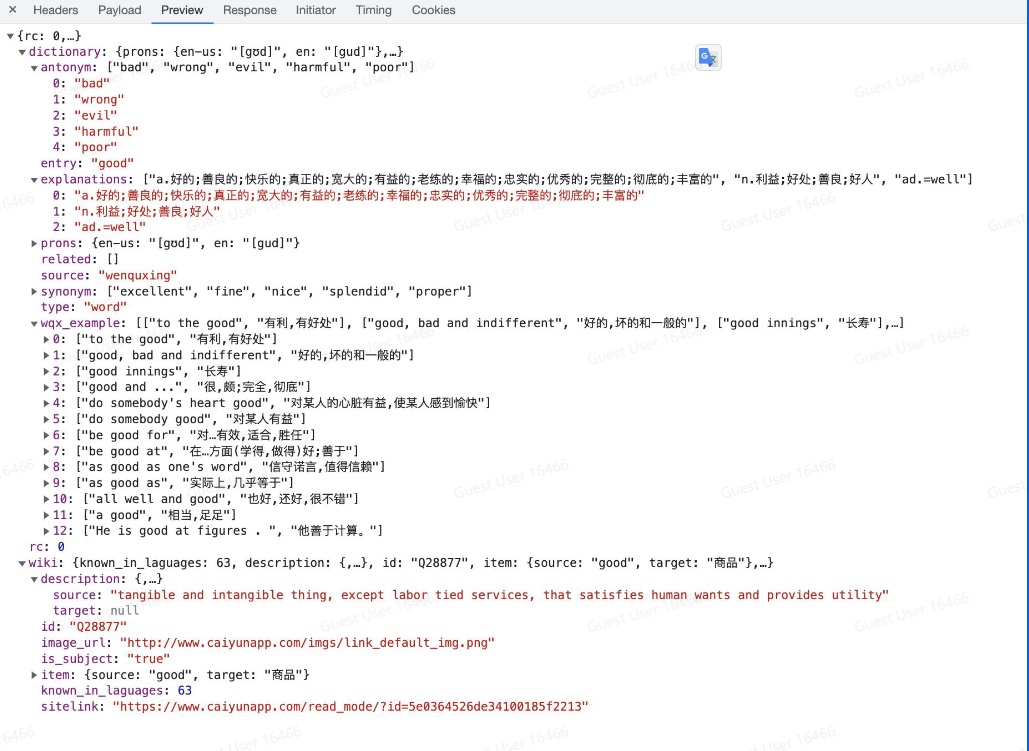 × Headers Payload Preview Response Initiator Timing Cookies
▼{rc: 0,…}
▼dictionary: {prons: {en-us: "[gʊd]", en: "[gud]"},…}
▼antonym: ["bad", "wrong", "evil", "harmful", "poor"]
0: "bad"
1: "wrong"
2: "evil"
3: "harmful"
4: "poor"
entry: "good"
▼explanations: ["a.好的;善良的;快乐的;真正的;宽大的;有益的;老练的;幸福的;忠实的;优秀的;完整的;彻底的;丰富的", "n.利益;好处;善良;好人", "ad.=well"]
0: "a.好的;善良的;快乐的;真正的;宽大的;有益的;老练的;幸福的;忠实的;优秀的;完整的;彻底的;丰富的"
1: "n.利益;好处;善良;好人"
2: "ad.=well"
▶prons: {en-us: "[gʊd]", en: "[gud]"}
related: []
source: "wenquxing"
▶synonym: ["excellent", "fine", "nice", "splendid", "proper"]
type: "word"
▼wqx_example: [["to the good", "有利,有好处"], ["good, bad and indifferent", "好的,坏的和一般的"], ["good innings", "长寿"],…]
▶0: ["to the good", "有利,有好处"]
▶1: ["good, bad and indifferent", "好的,坏的和一般的"]
▶2: ["good innings", "长寿"]
▶3: ["good and ...", "很,颇;完全,彻底"]
▶4: ["do somebody's heart good", "对某人的心脏有益,使某人感到愉快"]
▶5: ["do somebody good", "对某人有益"]
▶6: ["be good for", "对…有效,适合,胜任"]
▶7: ["be good at", "在…方面(学得,做得)好;善于"]
▶8: ["as good as one's word", "信守诺言,值得信赖"]
▶9: ["as good as", "实际上,几乎等于"]
▶10: ["all well and good", "也好,还好,很不错"]
▶11: ["a good", "相当,足足"]
▶12: ["He is good at figures . ", "他善于计算。"]
rc: 0
▼wiki: {known_in_laguages: 63, description: {,…}, id: "Q28877", item: {source: "good", target: "商品"},…}
▼description: {,…}
source: "tangible and intangible thing, except labor tied services, that satisfies human wants and provides utility"
target: null
id: "Q28877"
image_url: "http://www.caiyunapp.com/imgs/link_default_img.png"
is_subject: "true"
▶item: {source: "good", target: "商品"}
known_in_laguages: 63
sitelink: "https://www.caiyunapp.com/read_mode/?id=5e0364526de34100185f2213"
Guest User 16466